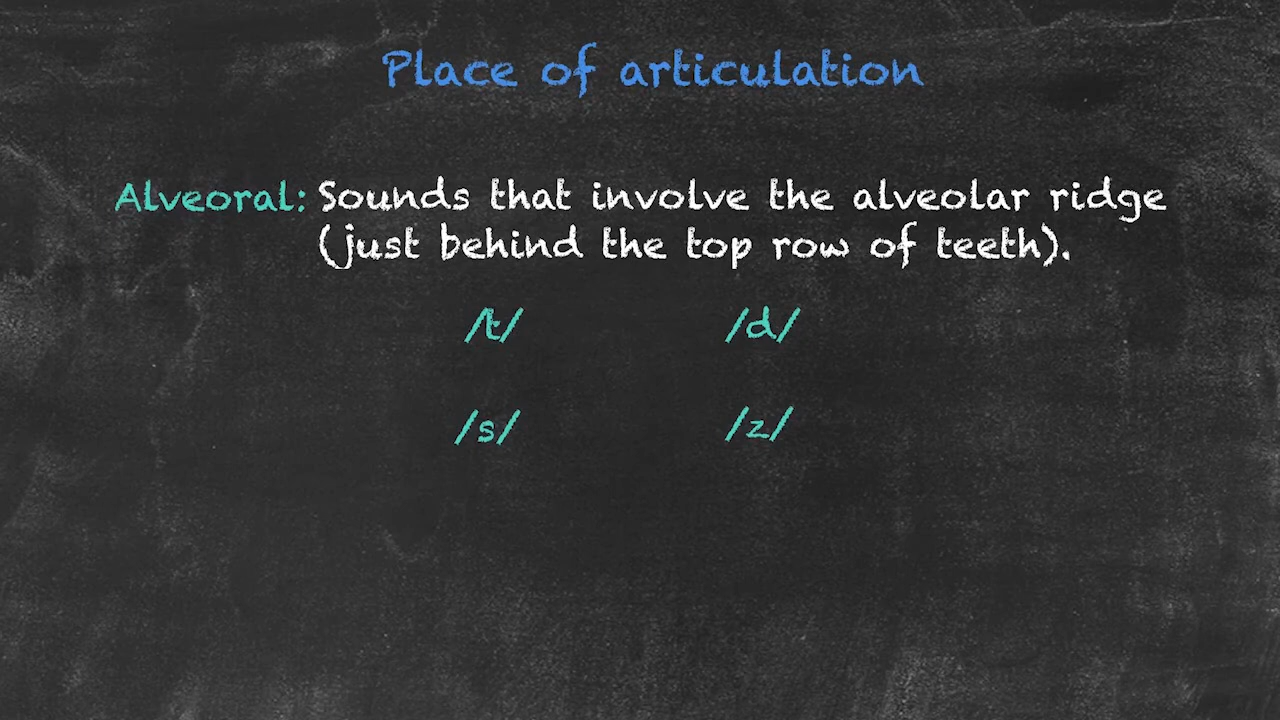 Place of articulation
Alveoral: Sounds that involve the alveolar ridge
(just behind the top row of teeth).
/t/ /d/
/s/ /z/